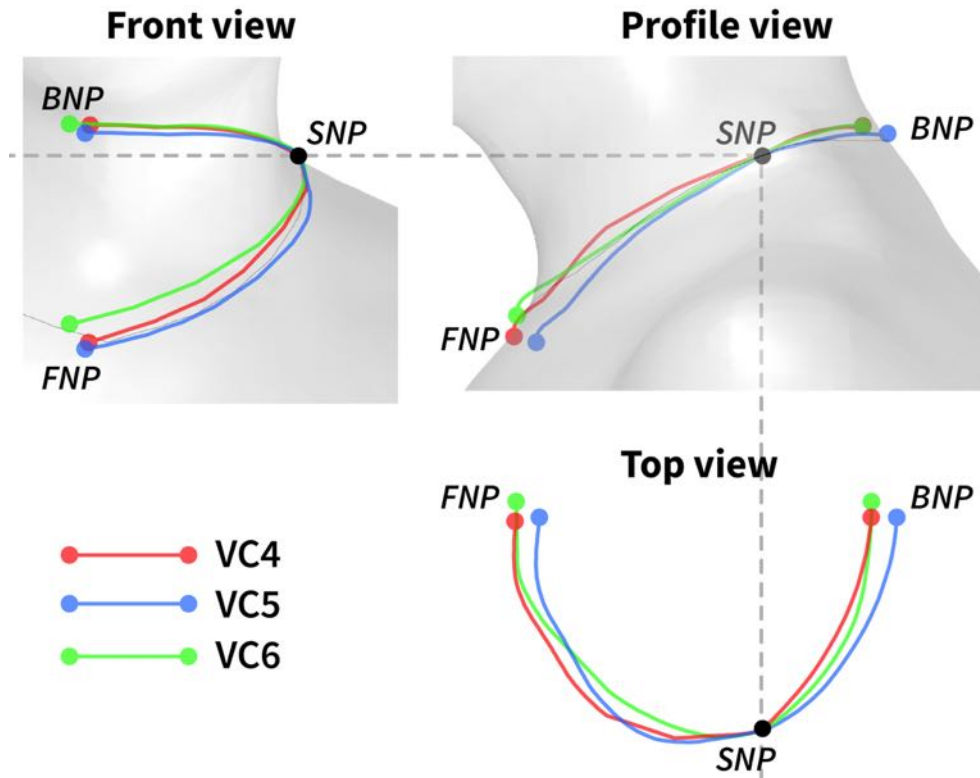 Front view
BNP
SNP
FNP
Profile view
SNP
BNP
FNP
Top view
FNP
BNP
SNP
VC4
VC5
VC6